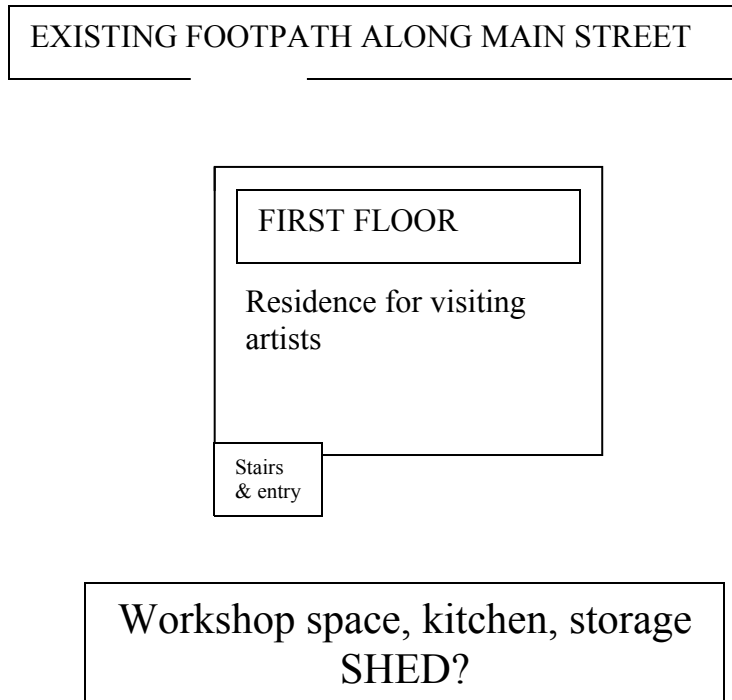 EXISTING FOOTPATH ALONG MAIN STREET
FIRST FLOOR
Residence for visiting
artists
Stairs
& entry
Workshop space, kitchen, storage
SHED?